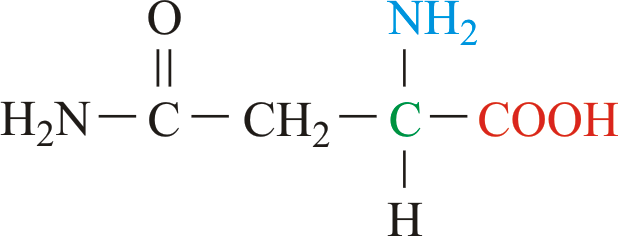 O NH₂
H₂N C CH₂ C COOH
H